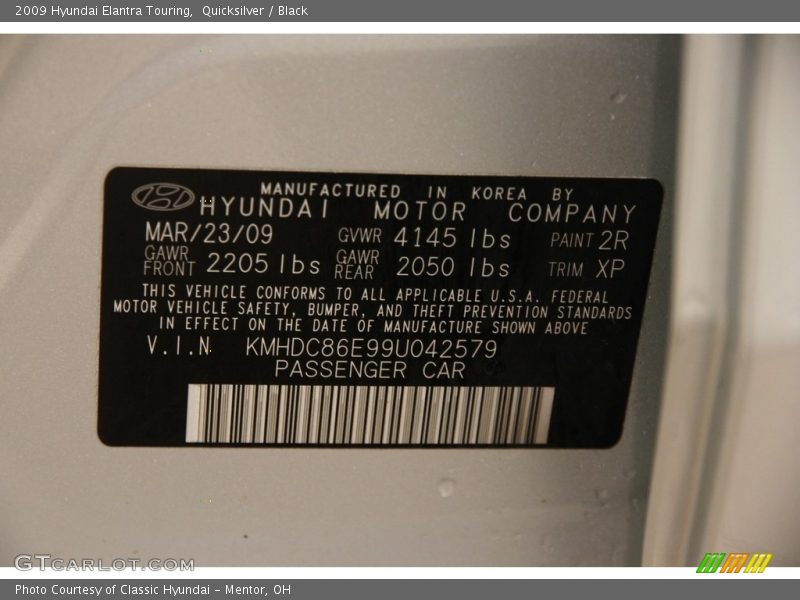 2009 Hyundai Elantra Touring, Quicksilver / Black
MANUFACTURED IN KOREA BY
HYUNDAI MOTOR COMPANY
MAR/23/09 GVWR 4145 lbs PAINT 2R
GAWR FRONT 2205 lbs GAWR REAR 2050 lbs TRIM XP
THIS VEHICLE CONFORMS TO ALL APPLICABLE U.S.A. FEDERAL
MOTOR VEHICLE SAFETY, BUMPER, AND THEFT PREVENTION STANDARDS
IN EFFECT ON THE DATE OF MANUFACTURE SHOWN ABOVE
V.I.N KMHDC86E99U042579
PASSENGER CAR
GTCARLOT.COM
Photo Courtesy of Classic Hyundai - Mentor, OH